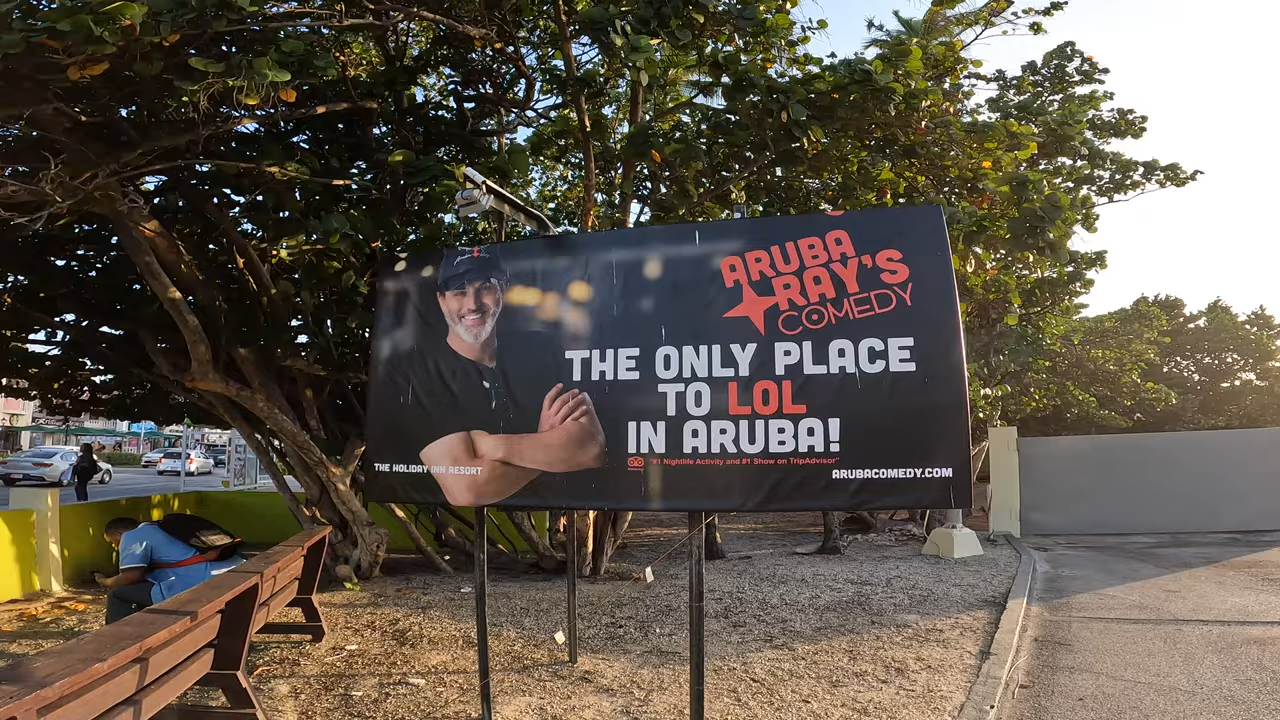 ARUBA
RAY'S
COMEDY
THE ONLY PLACE
TO LOL
IN ARUBA!
"#1 Nightlife Activity and #1 Show on TripAdvisor"
THE HOLIDAY INN RESORT
ARUBACOMEDY.COM